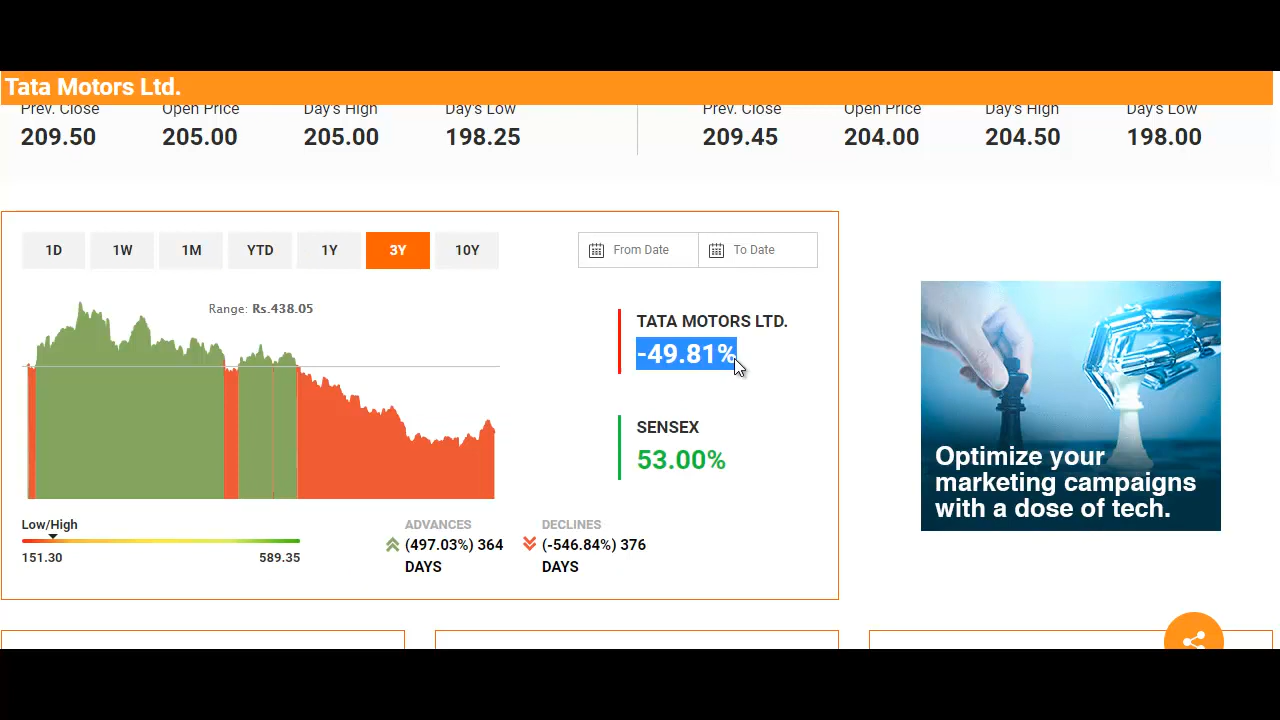 Tata Motors Ltd.
Prev. Close Open Price Day's High Day's Low Prev. Close Open Price Day's High Day's Low
209.50 205.00 205.00 198.25 209.45 204.00 204.50 198.00
1D 1W 1M YTD 1Y 3Y 10Y From Date To Date
Range: Rs.438.05
TATA MOTORS LTD.
-49.81%
SENSEX
53.00%
Low/High
151.30 589.35
ADVANCES
(497.03%) 364
DAYS
DECLINES
(-546.84%) 376
DAYS
Optimize your
marketing campaigns
with a dose of tech.